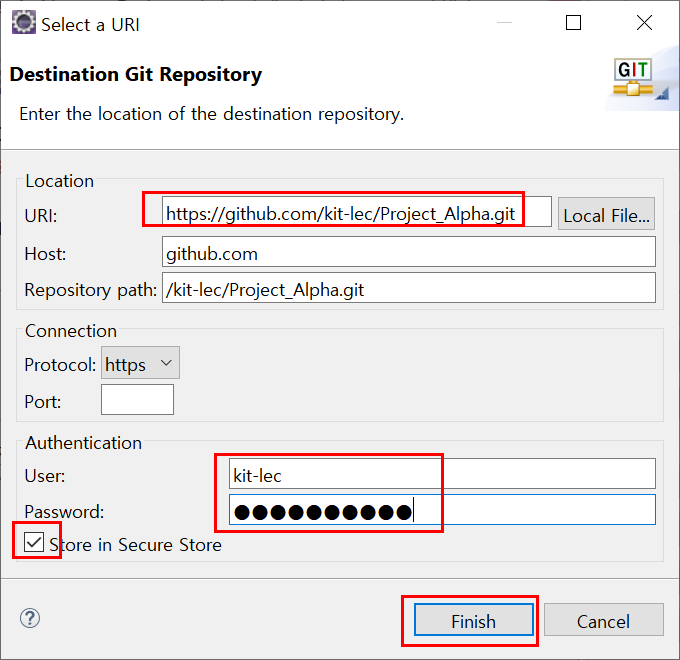 Select a URI
Destination Git Repository
GIT
Enter the location of the destination repository.
Location
URI: https://github.com/kit-lec/Project_Alpha.git Local File...
Host: github.com
Repository path: /kit-lec/Project_Alpha.git
Connection
Protocol: https
Port:
Authentication
User: kit-lec
Password: ●●●●●●●●●●
Store in Secure Store
? Finish Cancel